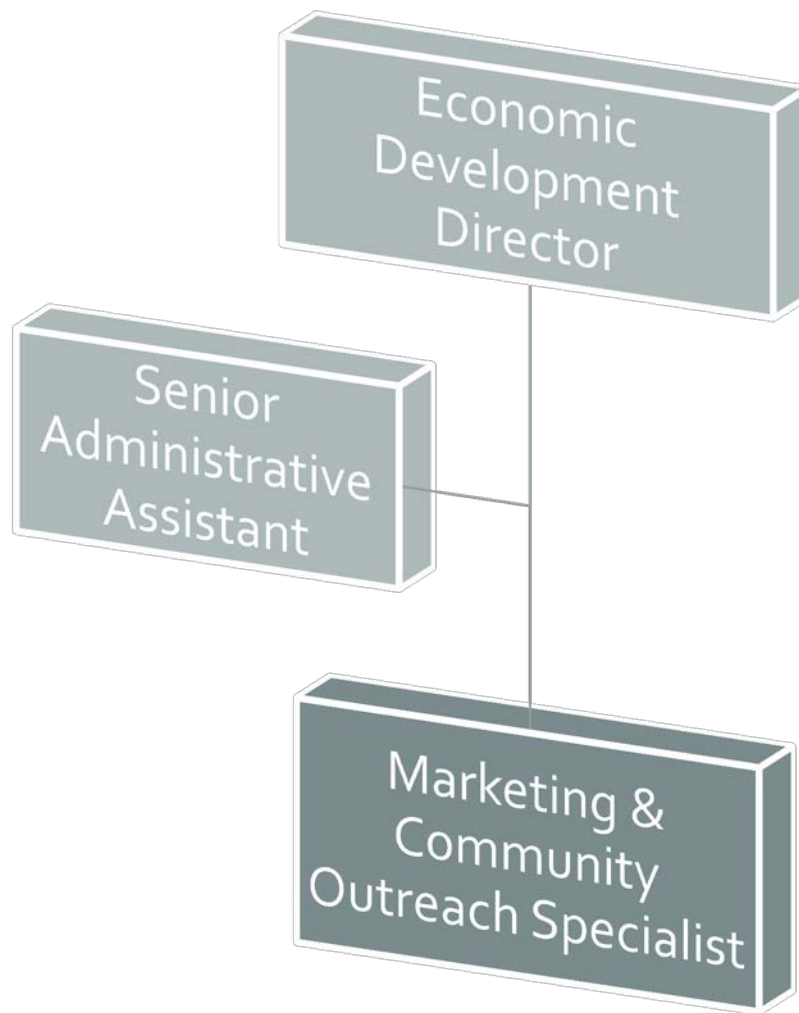 Economic
Development
Director
Senior
Administrative
Assistant
Marketing &
Community
Outreach Specialist